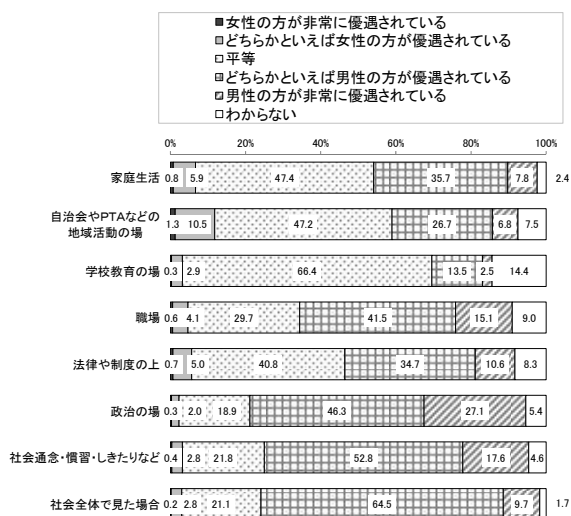 女性の方が非常に優遇されている
どちらかといえば女性の方が優遇されている
平等
どちらかといえば男性の方が優遇されている
男性の方が非常に優遇されている
わからない
0% 20% 40% 60% 80% 100%
家庭生活 0.8 5.9 47.4 35.7 7.8 2.4
自治会やPTAなどの
地域活動の場 1.3 10.5 47.2 26.7 6.8 7.5
学校教育の場 0.3 2.9 66.4 13.5 2.5 14.4
職場 0.6 4.1 29.7 41.5 15.1 9.0
法律や制度の上 0.7 5.0 40.8 34.7 10.6 8.3
政治の場 0.3 2.0 18.9 46.3 27.1 5.4
社会通念・慣習・しきたりなど 0.4 2.8 21.8 52.8 17.6 4.6
社会全体で見た場合 0.2 2.8 21.1 64.5 9.7 1.7